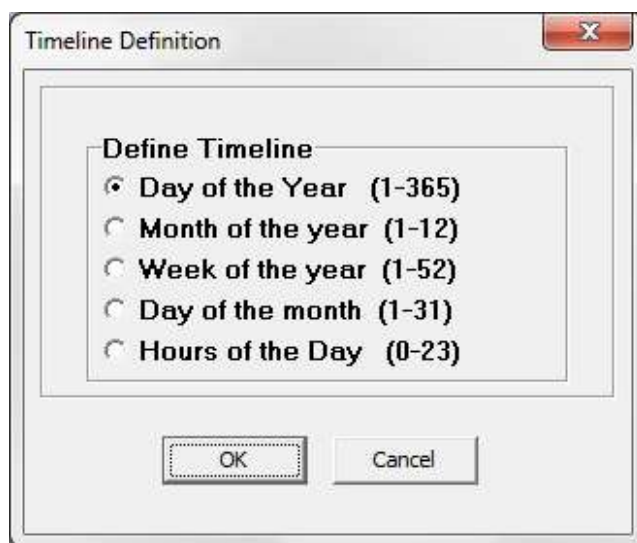 Timeline Definition
Define Timeline
Day of the Year (1-365)
Month of the year (1-12)
Week of the year (1-52)
Day of the month (1-31)
Hours of the Day (0-23)
OK
Cancel